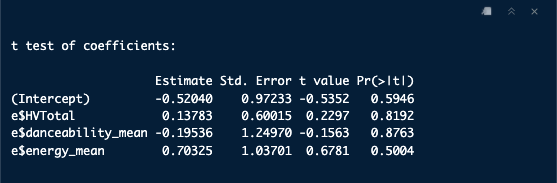 t test of coefficients:
Estimate Std. Error t value Pr(>|t|)
(Intercept) -0.52040 0.97233 -0.5352 0.5946
e$HVTotal 0.13783 0.60015 0.2297 0.8192
e$danceability_mean -0.19536 1.24970 -0.1563 0.8763
e$energy_mean 0.70325 1.03701 0.6781 0.5004